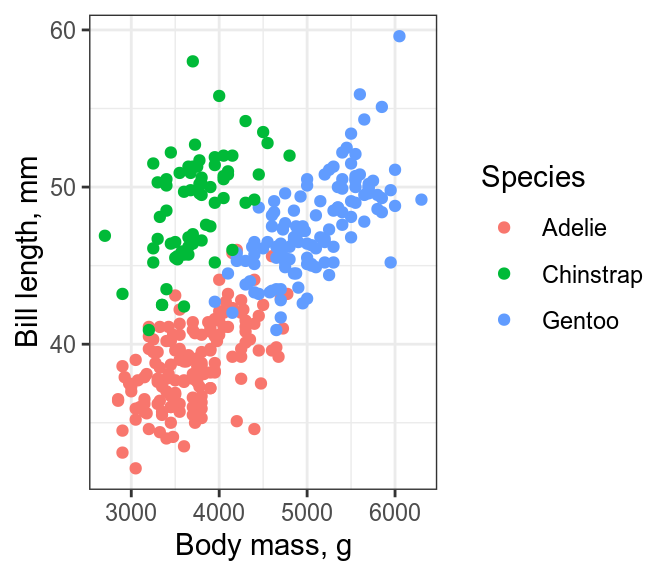 60
50
40
Bill length, mm
3000 4000 5000 6000
Body mass, g
Species
Adelie
Chinstrap
Gentoo